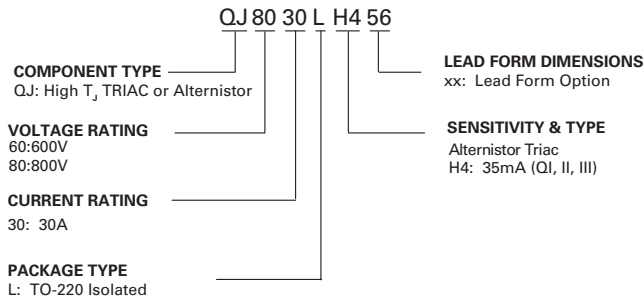 QJ 80 30 L H4 56
COMPONENT TYPE
QJ: High TJ TRIAC or Alternistor
VOLTAGE RATING
60:600V
80:800V
CURRENT RATING
30: 30A
PACKAGE TYPE
L: TO-220 Isolated
LEAD FORM DIMENSIONS
xx: Lead Form Option
SENSITIVITY & TYPE
Alternistor Triac
H4: 35mA (QI, II, III)